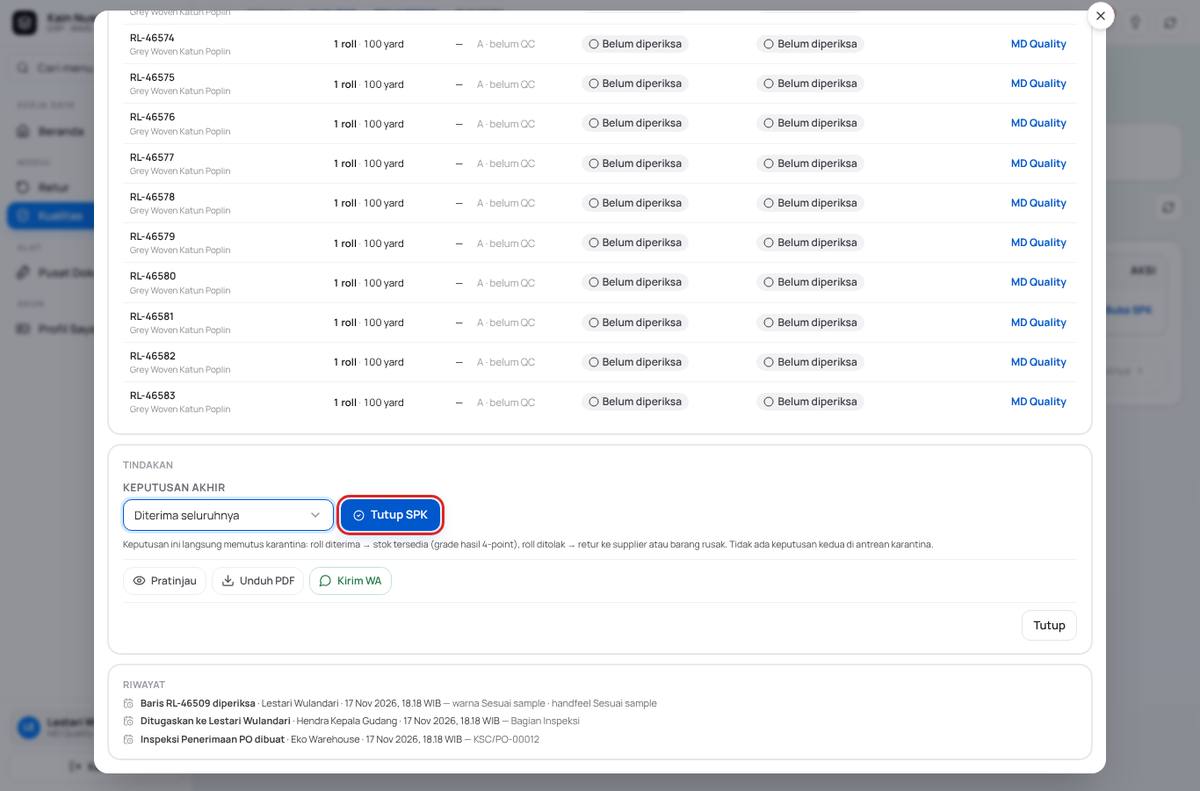 Grey Woven Katun Poplin
RL-46574
Grey Woven Katun Poplin
1 roll · 100 yard — A · belum QC Belum diperiksa Belum diperiksa MD Quality
RL-46575
Grey Woven Katun Poplin
1 roll · 100 yard — A · belum QC Belum diperiksa Belum diperiksa MD Quality
RL-46576
Grey Woven Katun Poplin
1 roll · 100 yard — A · belum QC Belum diperiksa Belum diperiksa MD Quality
RL-46577
Grey Woven Katun Poplin
1 roll · 100 yard — A · belum QC Belum diperiksa Belum diperiksa MD Quality
RL-46578
Grey Woven Katun Poplin
1 roll · 100 yard — A · belum QC Belum diperiksa Belum diperiksa MD Quality
RL-46579
Grey Woven Katun Poplin
1 roll · 100 yard — A · belum QC Belum diperiksa Belum diperiksa MD Quality
RL-46580
Grey Woven Katun Poplin
1 roll · 100 yard — A · belum QC Belum diperiksa Belum diperiksa MD Quality
RL-46581
Grey Woven Katun Poplin
1 roll · 100 yard — A · belum QC Belum diperiksa Belum diperiksa MD Quality
RL-46582
Grey Woven Katun Poplin
1 roll · 100 yard — A · belum QC Belum diperiksa Belum diperiksa MD Quality
RL-46583
Grey Woven Katun Poplin
1 roll · 100 yard — A · belum QC Belum diperiksa Belum diperiksa MD Quality
TINDAKAN
KEPUTUSAN AKHIR
Diterima seluruhnya Tutup SPK
Keputusan ini langsung memutus karantina: roll diterima → stok tersedia (grade hasil 4-point), roll ditolak → retur ke supplier atau barang rusak. Tidak ada keputusan kedua di antrean karantina.
Pratinjau Unduh PDF Kirim WA
Tutup
RIWAYAT
Baris RL-46509 diperiksa · Lestari Wulandari · 17 Nov 2026, 18.18 WIB — warna Sesuai sample · handfeel Sesuai sample
Ditugaskan ke Lestari Wulandari · Hendra Kepala Gudang · 17 Nov 2026, 18.18 WIB — Bagian Inspeksi
Inspeksi Penerimaan PO dibuat · Eko Warehouse · 17 Nov 2026, 18.18 WIB — KSC/PO-00012
Cari menu
Beranda
Retur
Kualitas
AKSI
Buka SPK